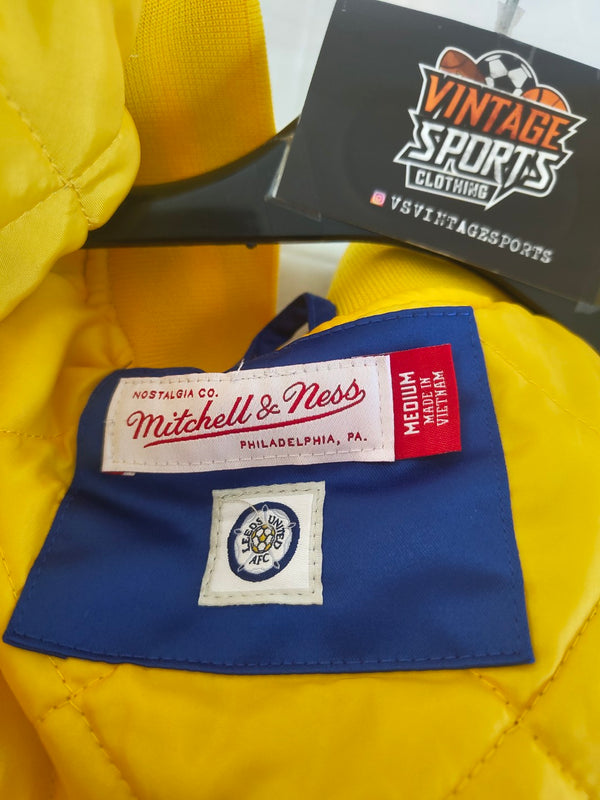 VINTAGE
SPORTS
CLOTHING
VSVINTAGESPORTS
NOSTALGIA CO.
Mitchell & Ness
PHILADELPHIA, PA.
MEDIUM
MADE IN
VIETNAM
LEEDS UNITED
AFC